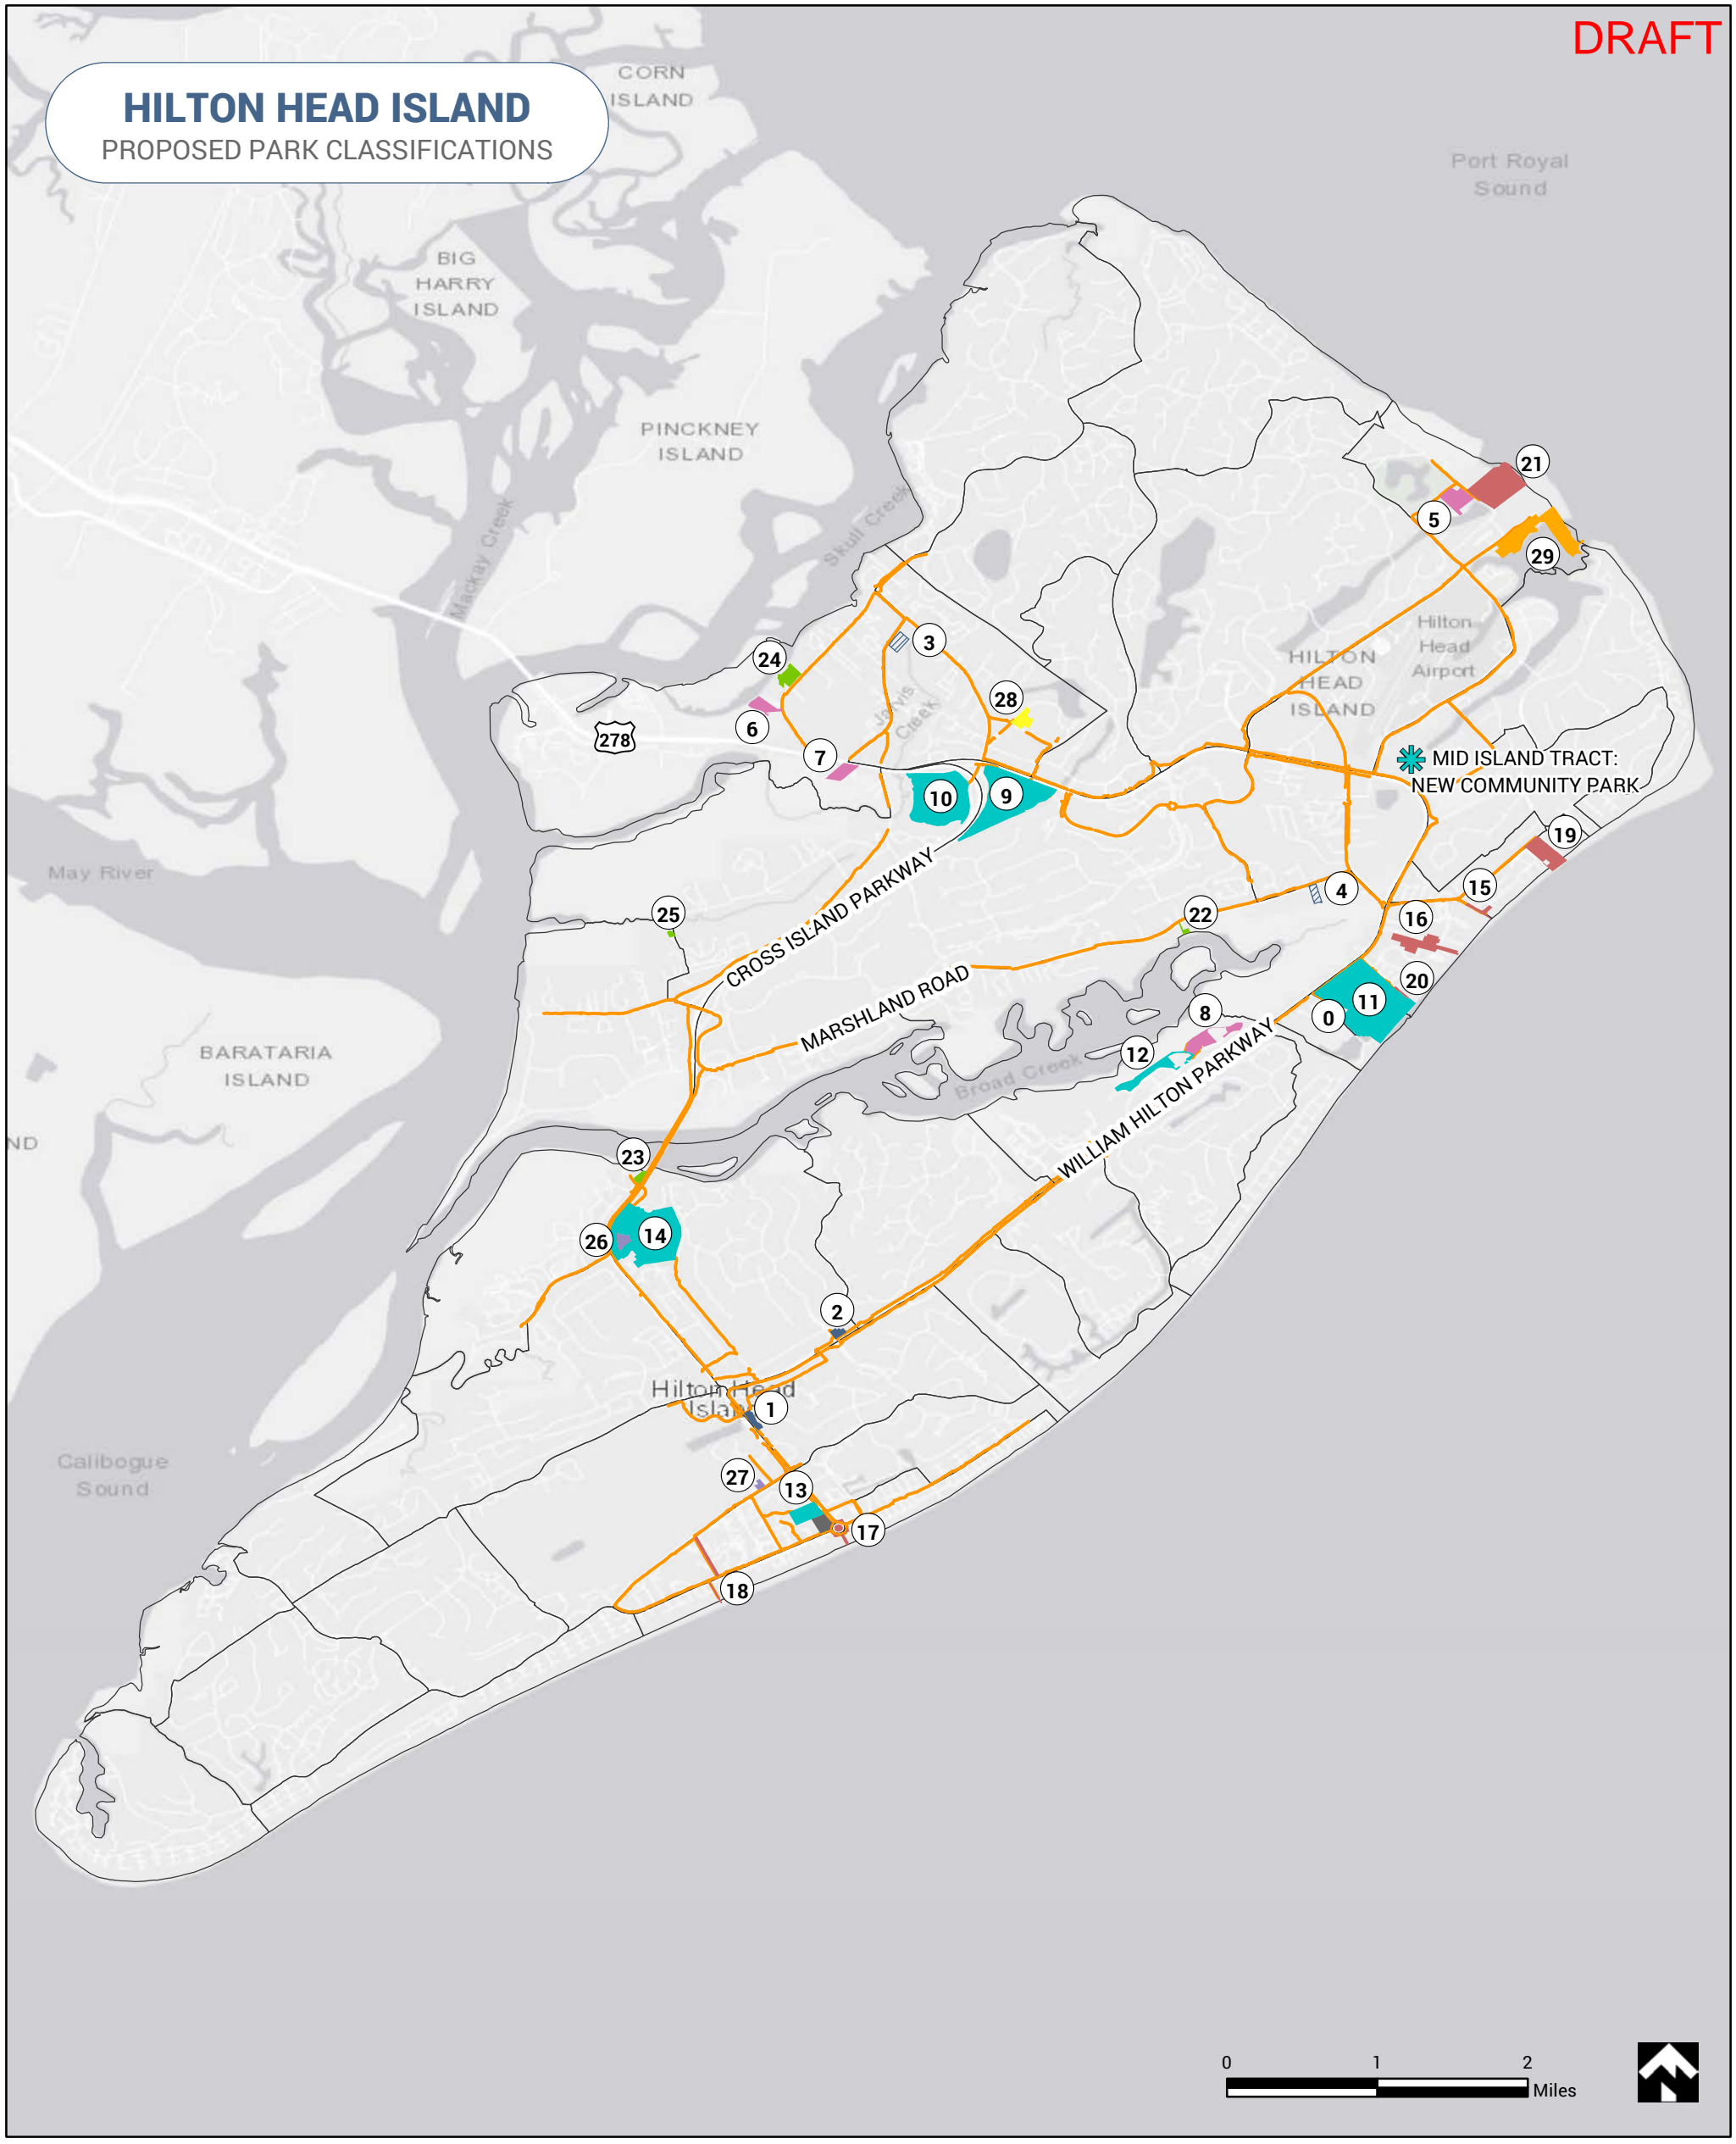 DRAFT
HILTON HEAD ISLAND
PROPOSED PARK CLASSIFICATIONS
CORN
ISLAND
Port Royal
Sound
BIG
HARRY
ISLAND
PINCKNEY
ISLAND
Mackay Creek
Skull Creek
21
5
29
3
24
28
6
7
278
Jarvis
Creek
Hilton
Head
Airport
HILTON
HEAD
ISLAND
MID ISLAND TRACT:
NEW COMMUNITY PARK
10
9
19
May River
CROSS ISLAND PARKWAY
4
15
25
22
16
20
11
0
MARSHLAND ROAD
8
12
BARATARIA
ISLAND
Broad Creek
WILLIAM HILTON PARKWAY
ND
23
26
14
2
Hilton Head
Island
1
Calibogue
Sound
27
13
17
18
0
1
2
Miles